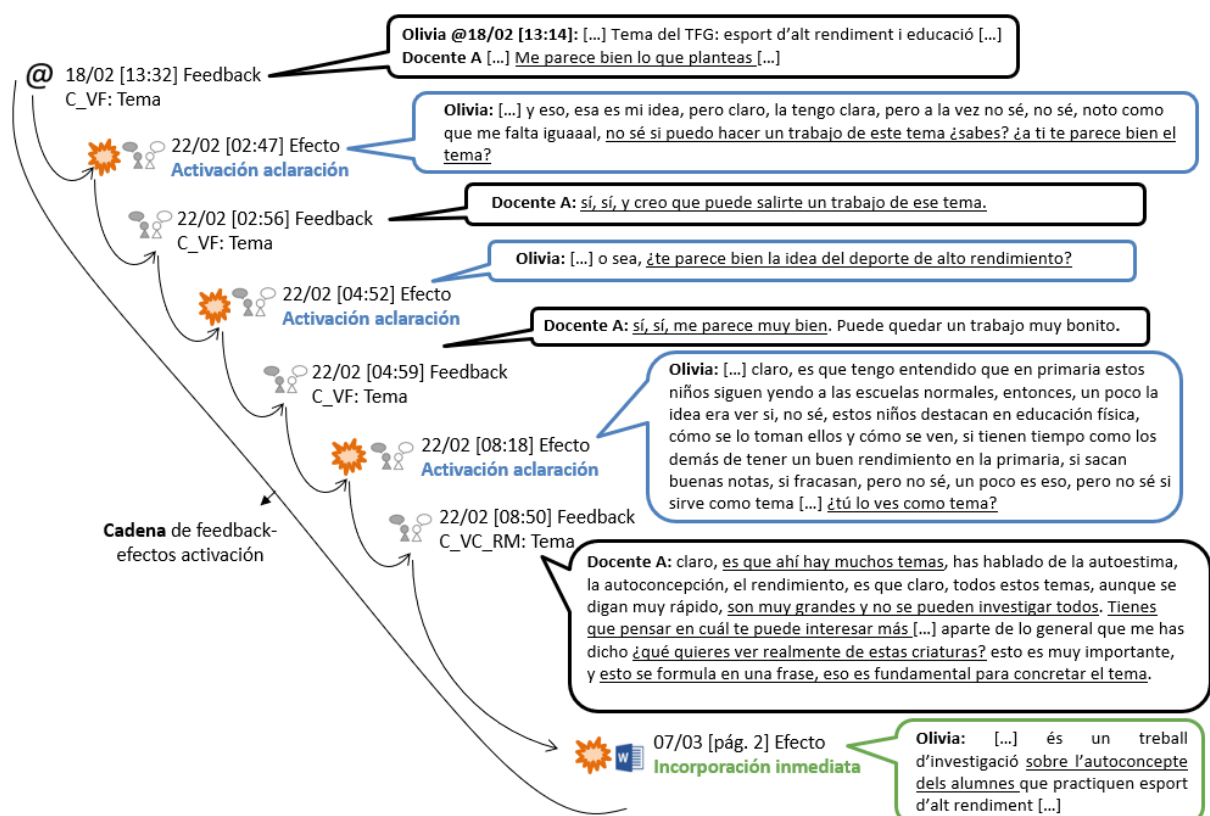 Olivia @18/02 [13:14]: […] Tema del TFG: esport d'alt rendiment i educació […]
Docente A […] Me parece bien lo que planteas […]
@ 18/02 [13:32] Feedback
C_VF: Tema
Olivia: […] y eso, esa es mi idea, pero claro, la tengo clara, pero a la vez no sé, no sé, noto como
que me falta iguaaal, no sé si puedo hacer un trabajo de este tema ¿sabes? ¿a ti te parece bien el
tema?
22/02 [02:47] Efecto
Activación aclaración
Docente A: sí, sí, y creo que puede salirte un trabajo de ese tema.
22/02 [02:56] Feedback
C_VF: Tema
Olivia: […] o sea, ¿te parece bien la idea del deporte de alto rendimiento?
22/02 [04:52] Efecto
Activación aclaración
Docente A: sí, sí, me parece muy bien. Puede quedar un trabajo muy bonito.
22/02 [04:59] Feedback
C_VF: Tema
Olivia: […] claro, es que tengo entendido que en primaria estos
niños siguen yendo a las escuelas normales, entonces, un poco la
idea era ver si, no sé, estos niños destacan en educación física,
cómo se lo toman ellos y cómo se ven, si tienen tiempo como los
demás de tener un buen rendimiento en la primaria, si sacan
buenas notas, si fracasan, pero no sé, un poco es eso, pero no sé si
sirve como tema […] ¿tú lo ves como tema?
22/02 [08:18] Efecto
Activación aclaración
Cadena de feedback-
efectos activación
22/02 [08:50] Feedback
C_VC_RM: Tema
Docente A: claro, es que ahí hay muchos temas, has hablado de la autoestima,
la autoconcepción, el rendimiento, es que claro, todos estos temas, aunque se
digan muy rápido, son muy grandes y no se pueden investigar todos. Tienes
que pensar en cuál te puede interesar más […] aparte de lo general que me has
dicho ¿qué quieres ver realmente de estas criaturas? esto es muy importante,
y esto se formula en una frase, eso es fundamental para concretar el tema.
W
07/03 [pág. 2] Efecto
Incorporación inmediata
Olivia: […] és un treball
d'investigació sobre l'autoconcepte
dels alumnes que practiquen esport
d'alt rendiment […]